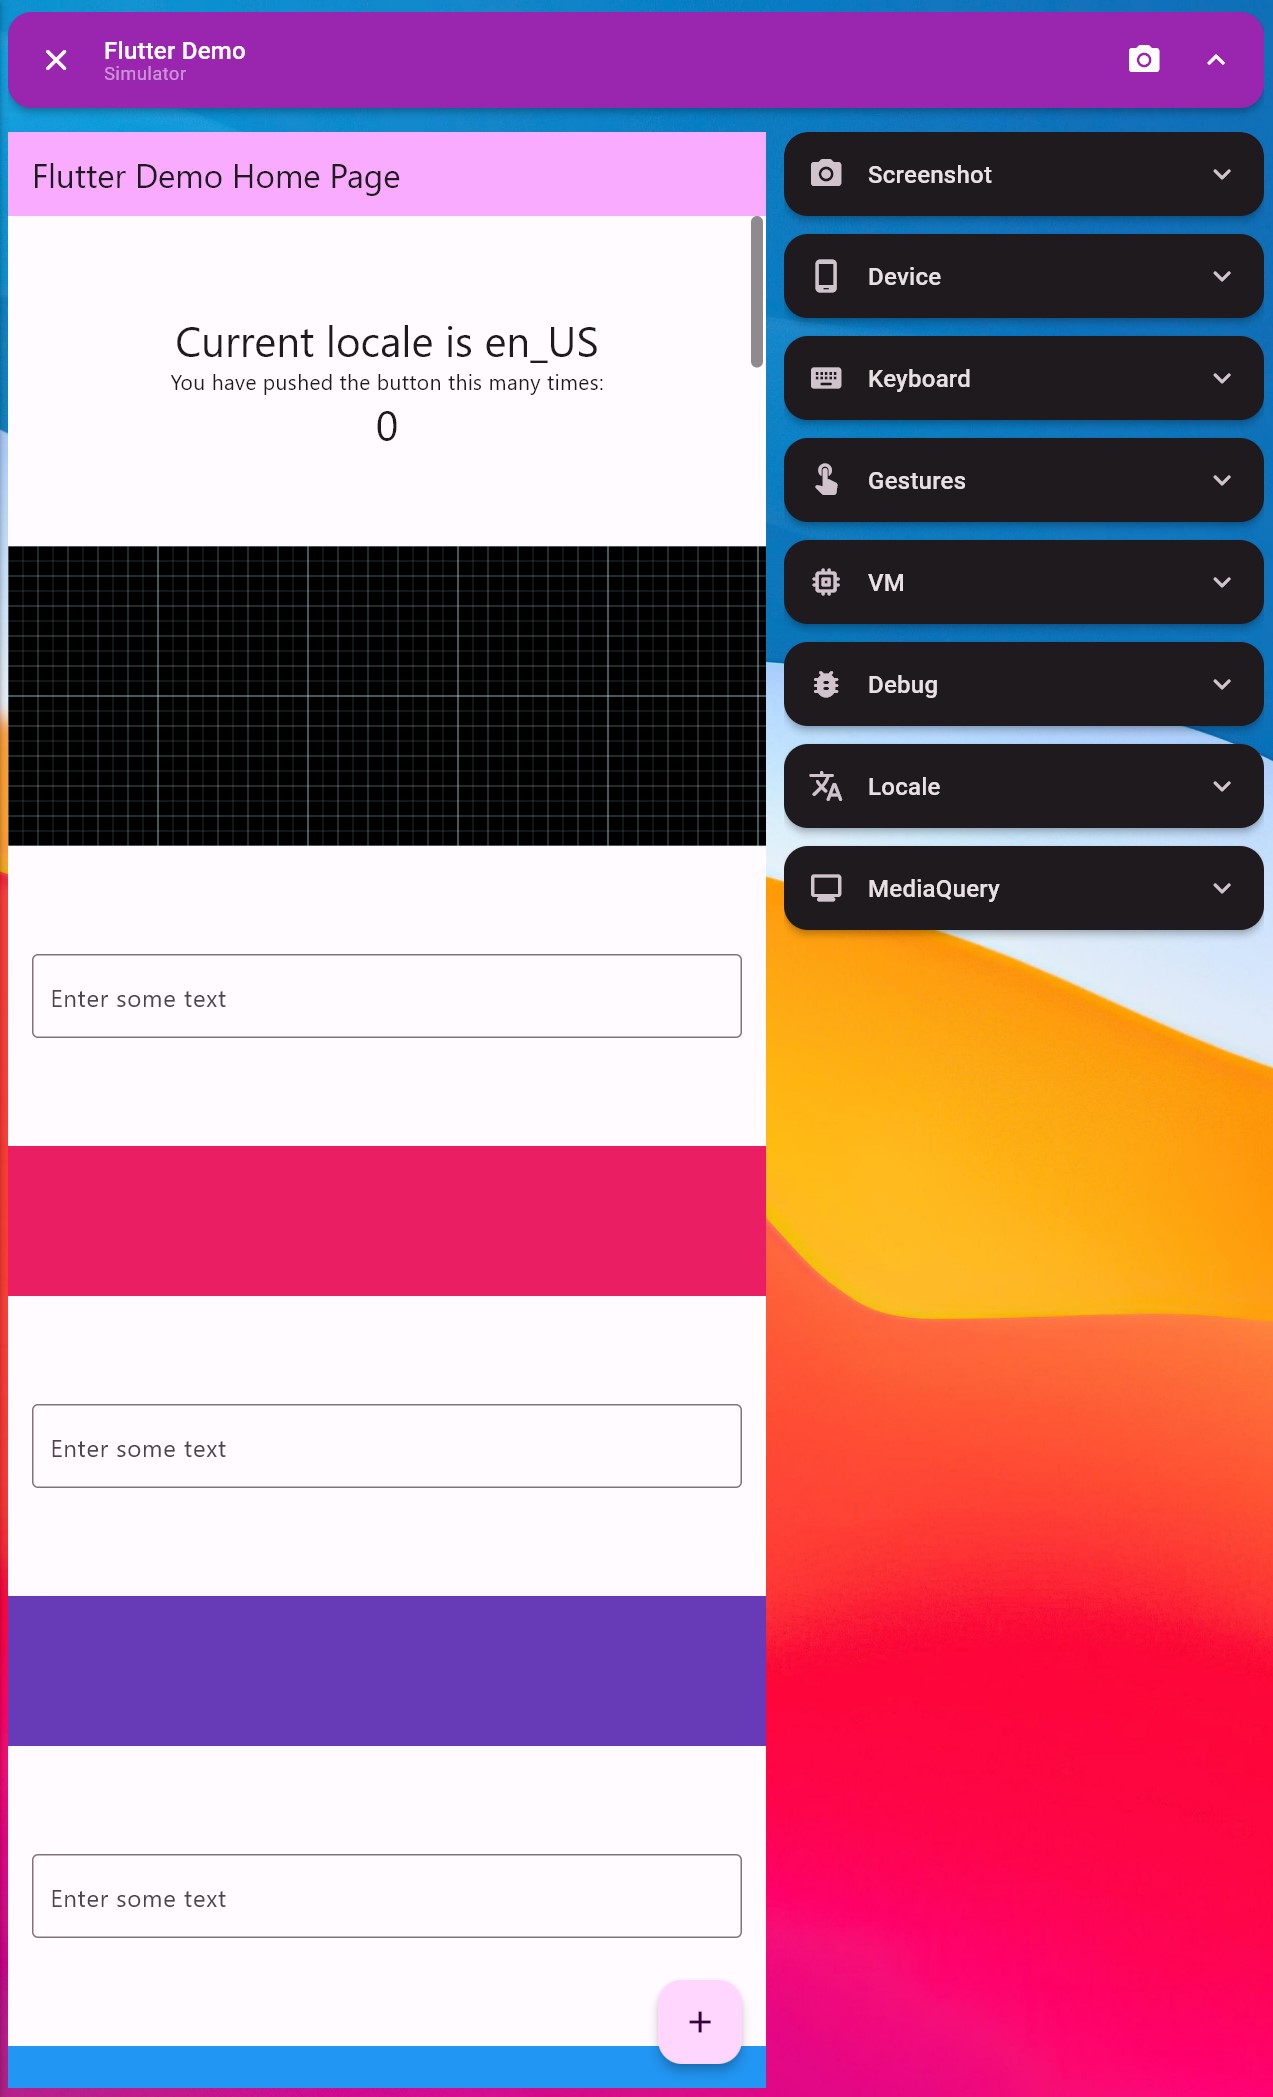 Flutter Demo
Simulator
Flutter Demo Home Page
Current locale is en_US
You have pushed the button this many times:
0
Enter some text
Enter some text
Enter some text
Screenshot
Device
Keyboard
Gestures
VM
Debug
Locale
MediaQuery